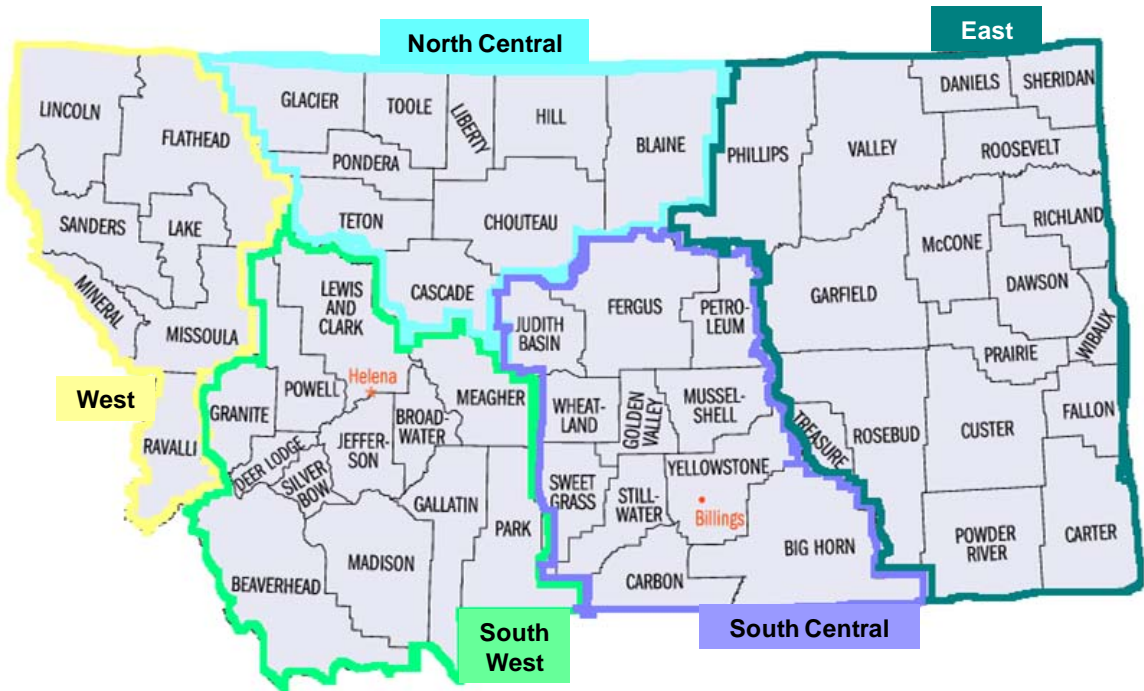 North Central
East
LINCOLN
FLATHEAD
GLACIER
TOOLE
LIBERTY
HILL
BLAINE
PHILLIPS
VALLEY
DANIELS
SHERIDAN
ROOSEVELT
PONDERA
SANDERS
LAKE
TETON
CHOUTEAU
McCONE
RICHLAND
MINERAL
MISSOULA
LEWIS
AND
CLARK
CASCADE
JUDITH
BASIN
FERGUS
PETRO-
LEUM
GARFIELD
DAWSON
WIBAUX
PRAIRIE
West
Helena
POWELL
GRANITE
MEAGHER
BROAD-
WATER
WHEAT-
LAND
GOLDEN
VALLEY
MUSSEL-
SHELL
TREASURE
ROSEBUD
CUSTER
FALLON
RAVALLI
DEER LODGE
SILVER
BOW
JEFFER-
SON
GALLATIN
PARK
SWEET
GRASS
STILL-
WATER
YELLOWSTONE
Billings
BEAVERHEAD
MADISON
CARBON
BIG HORN
POWDER
RIVER
CARTER
South
West
South Central